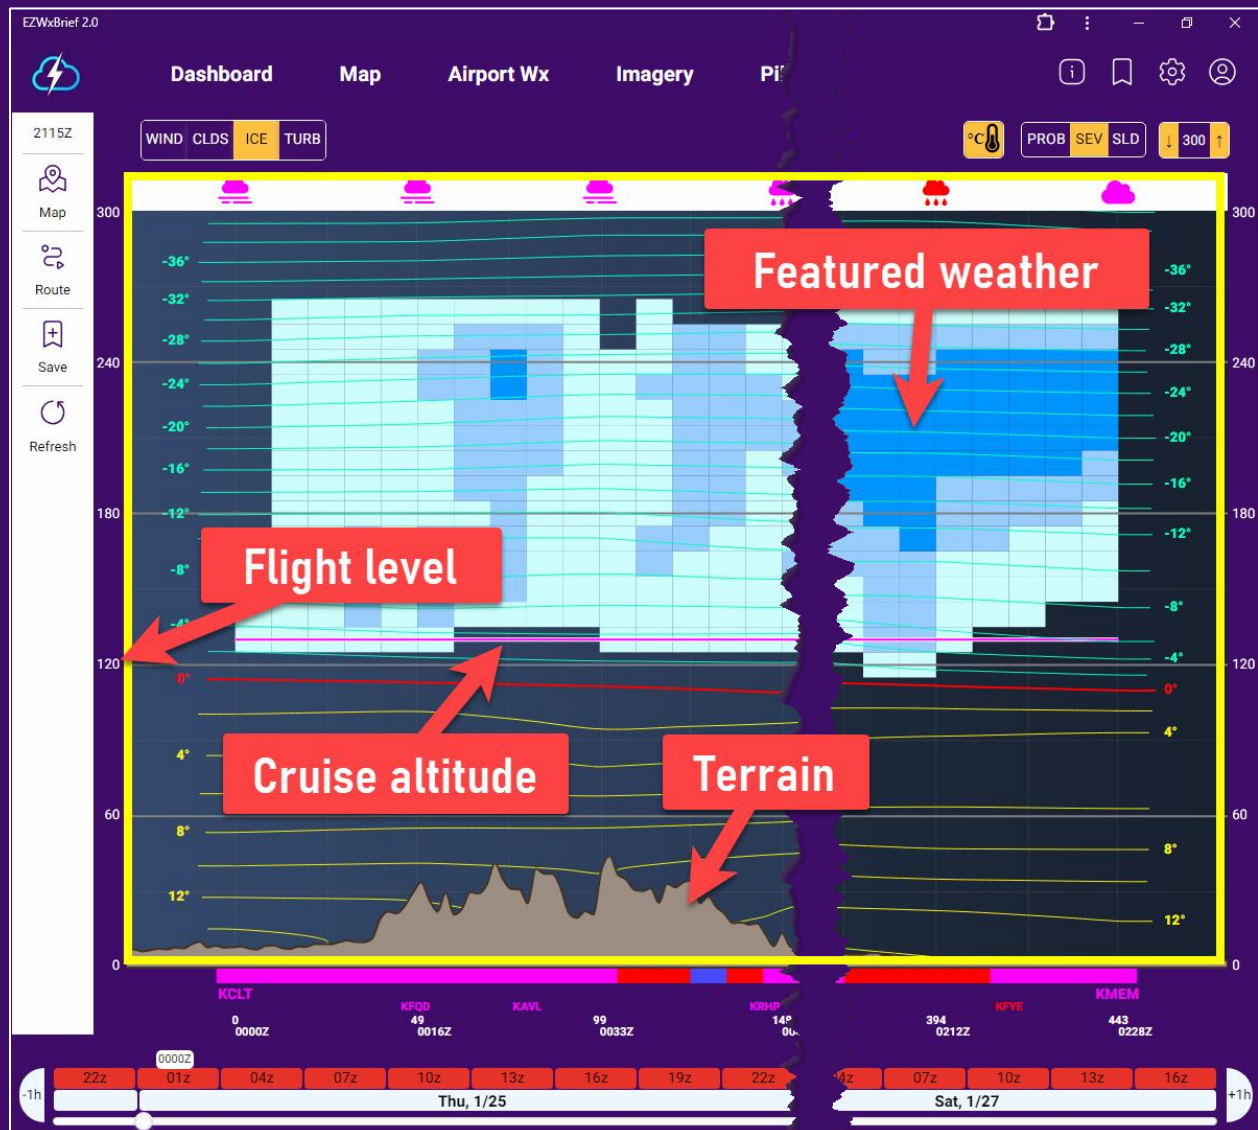 EZWxBrief 2.0
Dashboard Map Airport Wx Imagery
2115Z
WIND CLDS ICE TURB
°C PROB SEV SLD ↓ 300 ↑
Map
Route
Save
Refresh
300 300
-36° -36°
-32° -32°
-28° -28°
240 240
-24° -24°
-20° -20°
-16° -16°
180 180
-12° -12°
-8° -8°
-4° -4°
120 120
0° 0°
4° 4°
60 60
8° 8°
12° 12°
0 0
Featured weather
Flight level
Cruise altitude
Terrain
KCLT KMEM
KFQD KAVL KRHP KFYE
0 49 99 148 394 443
0000Z 0016Z 0033Z 0212Z 0228Z
0000Z
-1h 22z 01z 04z 07z 10z 13z 16z 19z 22z 07z 10z 13z 16z +1h
Thu, 1/25 Sat, 1/27